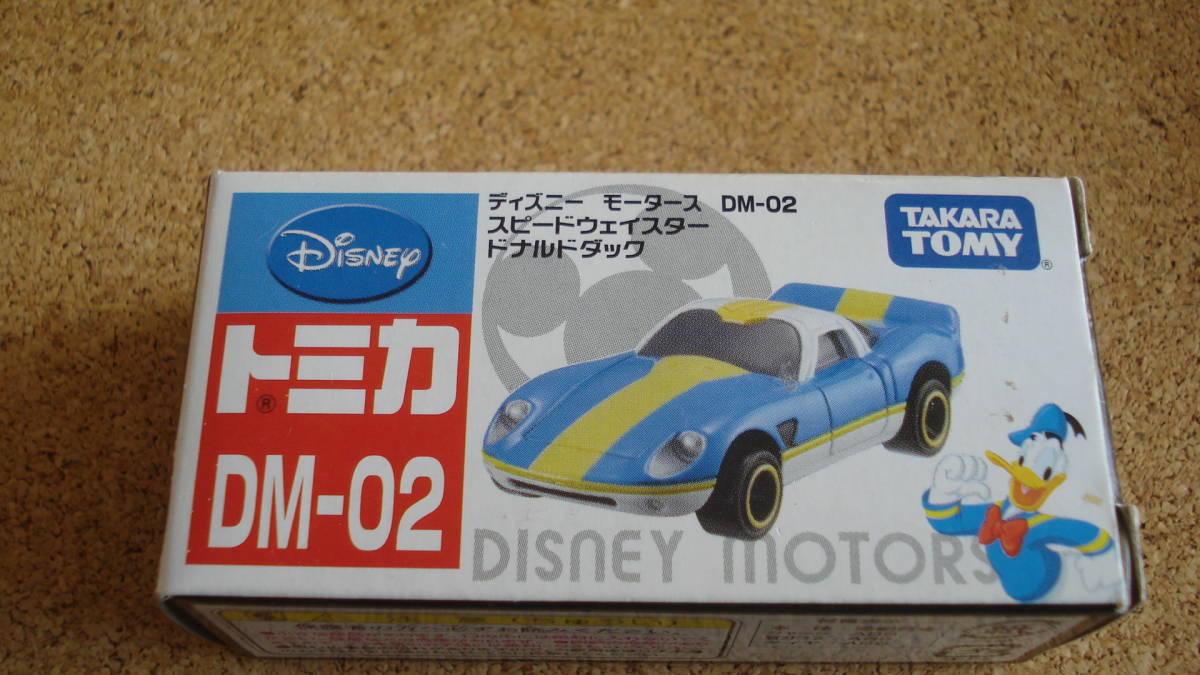 Disney
トミカ®
DM-02
ディズニー モータース DM-02
スピードウェイスター
ドナルドダック
TAKARA
TOMY®
DISNEY MOTORS